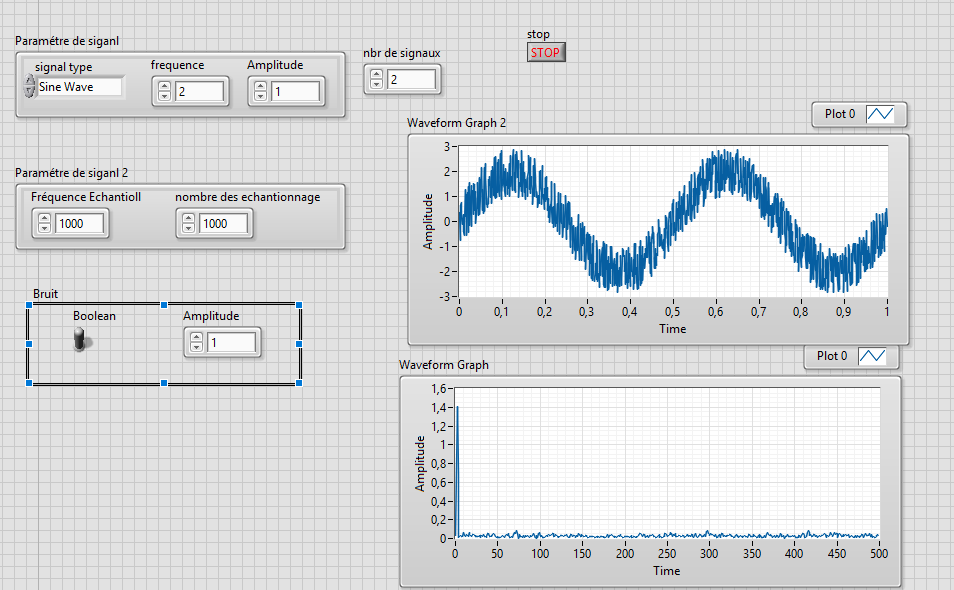 Paramétre de siganl
signal type
Sine Wave
frequence
2
Amplitude
1
nbr de signaux
2
stop
STOP
Paramétre de siganl 2
Fréquence Echantioll
1000
nombre des echantionnage
1000
Bruit
Boolean
Amplitude
1
Waveform Graph 2
Plot 0
Amplitude
3
2
1
0
-1
-2
-3
0 0,1 0,2 0,3 0,4 0,5 0,6 0,7 0,8 0,9 1
Time
Waveform Graph
Plot 0
Amplitude
1,6
1,4
1,2
1
0,8
0,6
0,4
0,2
0
0 50 100 150 200 250 300 350 400 450 500
Time